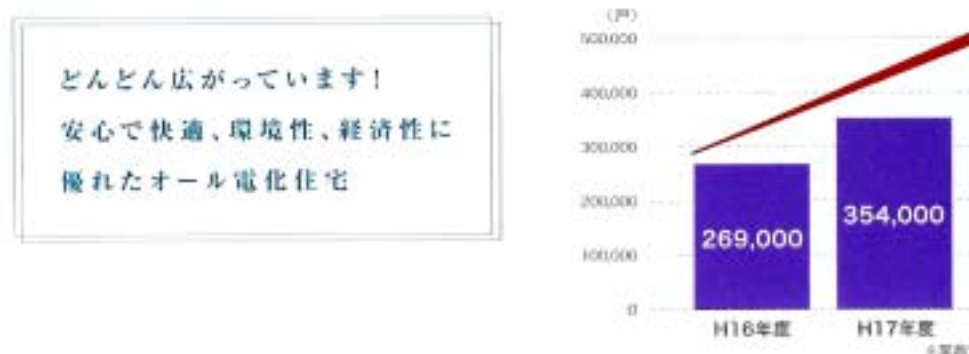 どんどん広がっています!
安心で快適、環境性、経済性に
優れたオール電化住宅
(戸)
500,000
400,000
300,000
200,000
100,000
0
269,000
354,000
H16年度
H17年度